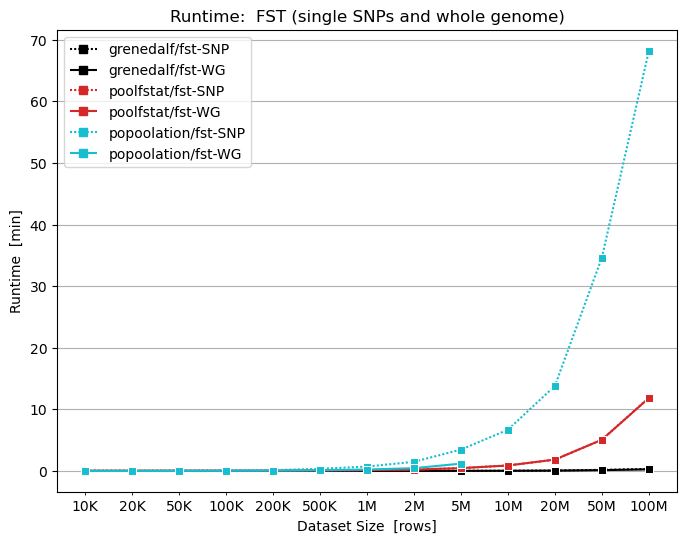 Runtime:  FST (single SNPs and whole genome)
grenedalf/fst-SNP
grenedalf/fst-WG
poolfstat/fst-SNP
poolfstat/fst-WG
popoolation/fst-SNP
popoolation/fst-WG
Runtime  [min]
70
60
50
40
30
20
10
0
10K 20K 50K 100K 200K 500K 1M 2M 5M 10M 20M 50M 100M
Dataset Size  [rows]